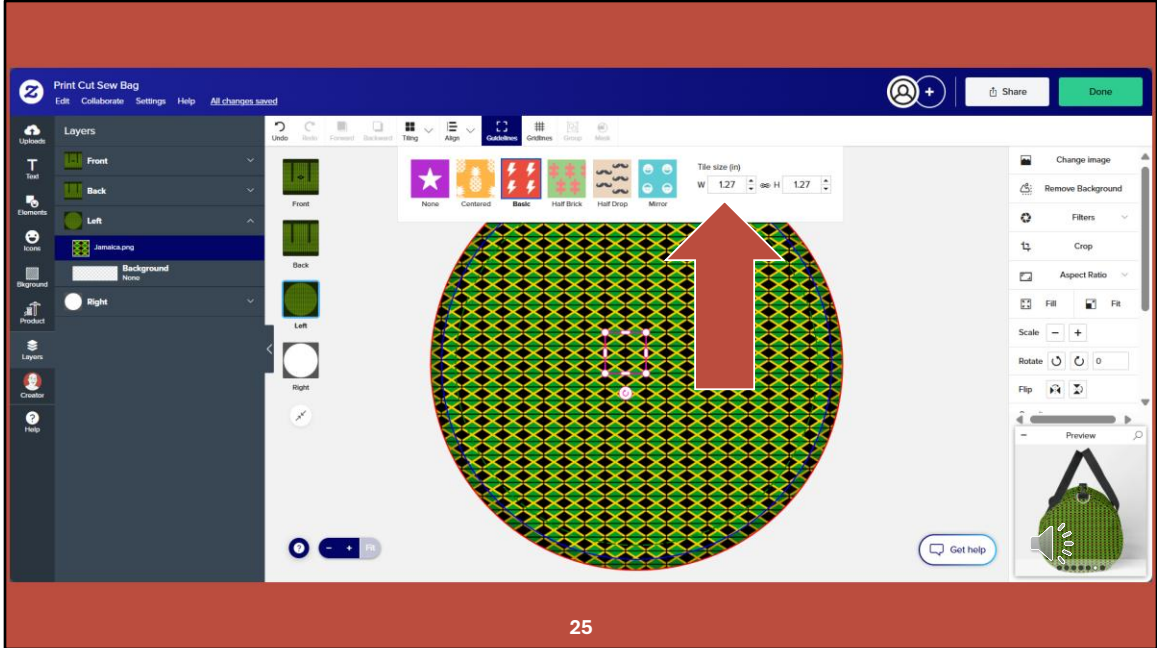 Print Cut Sew Bag
Edit Collaborate Settings Help All changes saved
Share
Done
Uploads
Text
Elements
Icons
Bkground
Product
Layers
Creator
Help
Layers
Front
Back
Left
Jamaica.png
Background
None
Right
Undo Redo Forward Backward Tiling Align Guidelines Gridlines Group Mask
Front
Back
Left
Right
None Centered Basic Half Brick Half Drop Mirror
Tile size (in)
W 1.27 H 1.27
Change image
Remove Background
Filters
Crop
Aspect Ratio
Fill Fit
Scale
Rotate 0
Flip
Preview
Fit
Get help
25